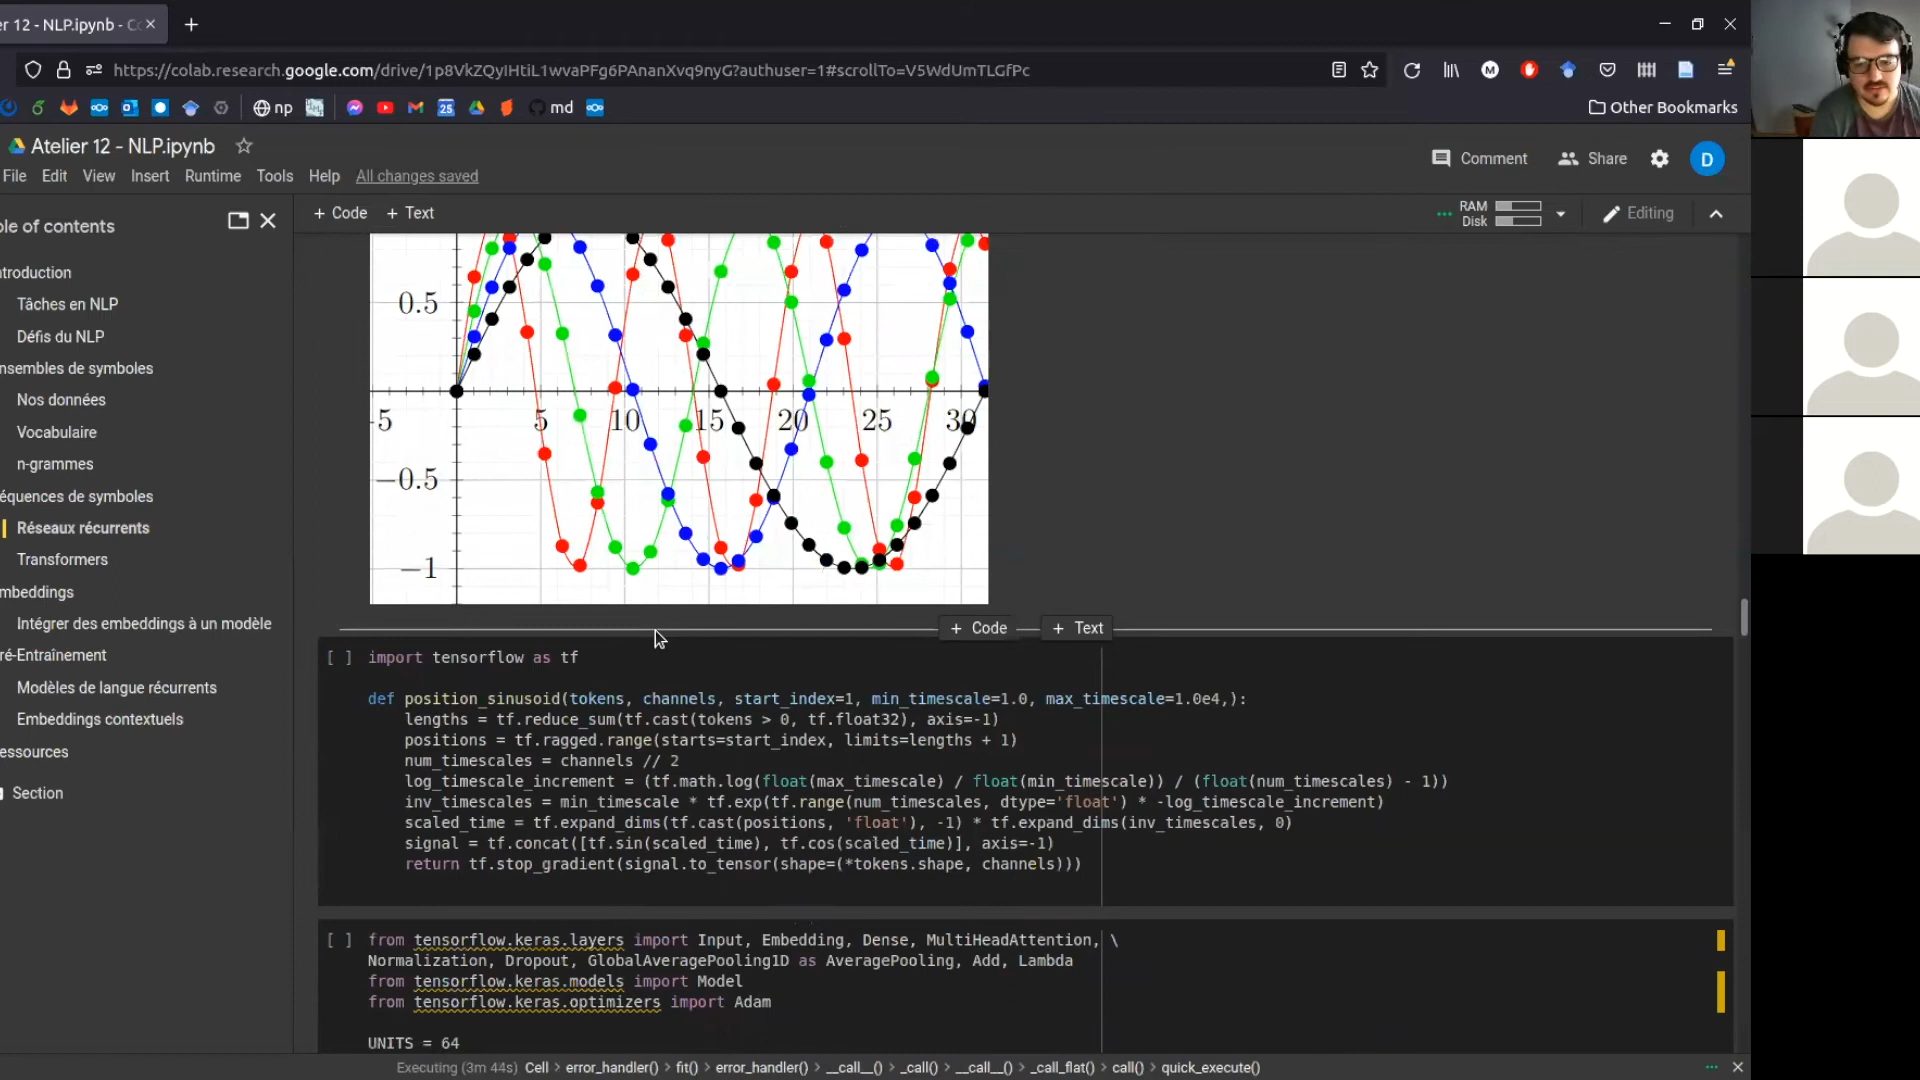 er 12 - NLP.ipynb - Co
https://colab.research.google.com/drive/1p8VkZQyIHtiL1wvaPFg6PAnanXvq9nyG?authuser=1#scrollTo=V5WdUmTLGfPc
np
25
md
Other Bookmarks
Atelier 12 - NLP.ipynb
Comment
Share
D
File Edit View Insert Runtime Tools Help All changes saved
+ Code + Text
RAM
Disk
Editing
ble of contents
ntroduction
Tâches en NLP
Défis du NLP
nsembles de symboles
Nos données
Vocabulaire
n-grammes
équences de symboles
Réseaux récurrents
Transformers
mbeddings
Intégrer des embeddings à un modèle
ré-Entraînement
Modèles de langue récurrents
Embeddings contextuels
essources
Section
0.5
-5 5 10 15 20 25 30
−0.5
−1
+ Code + Text
[ ] import tensorflow as tf
def position_sinusoid(tokens, channels, start_index=1, min_timescale=1.0, max_timescale=1.0e4,):
lengths = tf.reduce_sum(tf.cast(tokens > 0, tf.float32), axis=-1)
positions = tf.ragged.range(starts=start_index, limits=lengths + 1)
num_timescales = channels // 2
log_timescale_increment = (tf.math.log(float(max_timescale) / float(min_timescale)) / (float(num_timescales) - 1))
inv_timescales = min_timescale * tf.exp(tf.range(num_timescales, dtype='float') * -log_timescale_increment)
scaled_time = tf.expand_dims(tf.cast(positions, 'float'), -1) * tf.expand_dims(inv_timescales, 0)
signal = tf.concat([tf.sin(scaled_time), tf.cos(scaled_time)], axis=-1)
return tf.stop_gradient(signal.to_tensor(shape=(*tokens.shape, channels)))
[ ] from tensorflow.keras.layers import Input, Embedding, Dense, MultiHeadAttention, \
Normalization, Dropout, GlobalAveragePooling1D as AveragePooling, Add, Lambda
from tensorflow.keras.models import Model
from tensorflow.keras.optimizers import Adam
UNITS = 64
Executing (3m 44s) Cell > error_handler() > fit() > error_handler() > __call__() > _call() > __call__() > _call_flat() > call() > quick_execute()